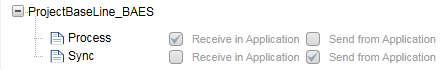 ProjectBaseLine_BAES
Process Receive in Application Send from Application
Sync Receive in Application Send from Application